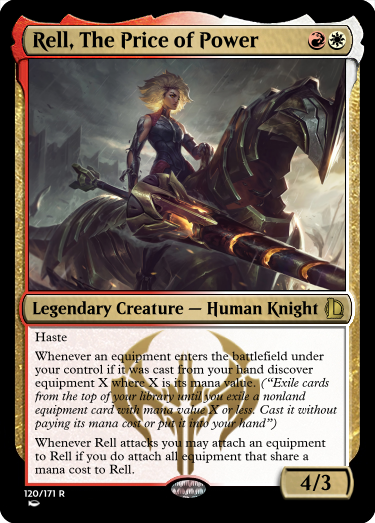 Rell, The Price of Power
Legendary Creature — Human Knight
Haste
Whenever an equipment enters the battlefield under
your control if it was cast from your hand discover
equipment X where X is its mana value. (“Exile cards
from the top of your library until you exile a nonland
equipment card with mana value X or less. Cast it without
paying its mana cost or put it into your hand”)
Whenever Rell attacks you may attach an equipment
to Rell if you do attach all equipment that share a
mana cost to Rell.
4/3
120/171 R